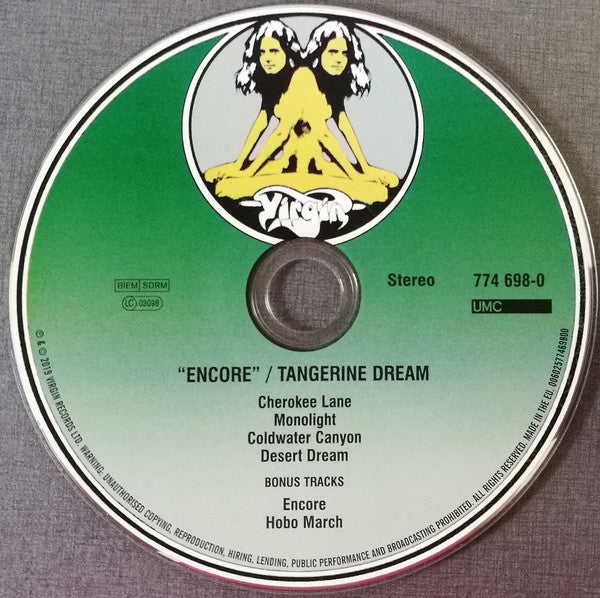 Virgin
BIEM SDRM
LC 03098
Stereo 774 698-0
UMC
"ENCORE" / TANGERINE DREAM
Cherokee Lane
Monolight
Coldwater Canyon
Desert Dream
BONUS TRACKS
Encore
Hobo March
℗ & © 2019 VIRGIN RECORDS LTD. WARNING. UNAUTHORISED COPYING, REPRODUCTION, HIRING, LENDING, PUBLIC PERFORMANCE AND BROADCASTING PROHIBITED. ALL RIGHTS RESERVED. MADE IN THE EU. 00602577469800